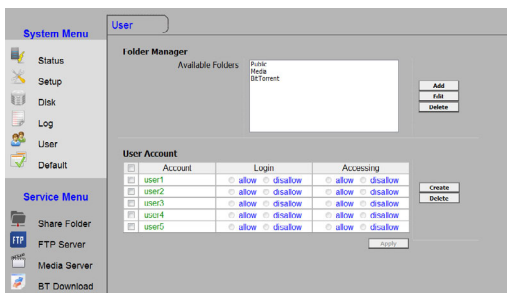 System Menu
Status
Setup
Disk
Log
User
Default
Service Menu
Share Folder
FTP
FTP Server
Media Server
BT Download
User
Folder Manager
Available Folders
Public
Media
BitTorrent
Add
Edit
Delete
User Account
Account Login Accessing
user1 allow disallow allow disallow
user2 allow disallow allow disallow
user3 allow disallow allow disallow
user4 allow disallow allow disallow
user5 allow disallow allow disallow
Create
Delete
Apply